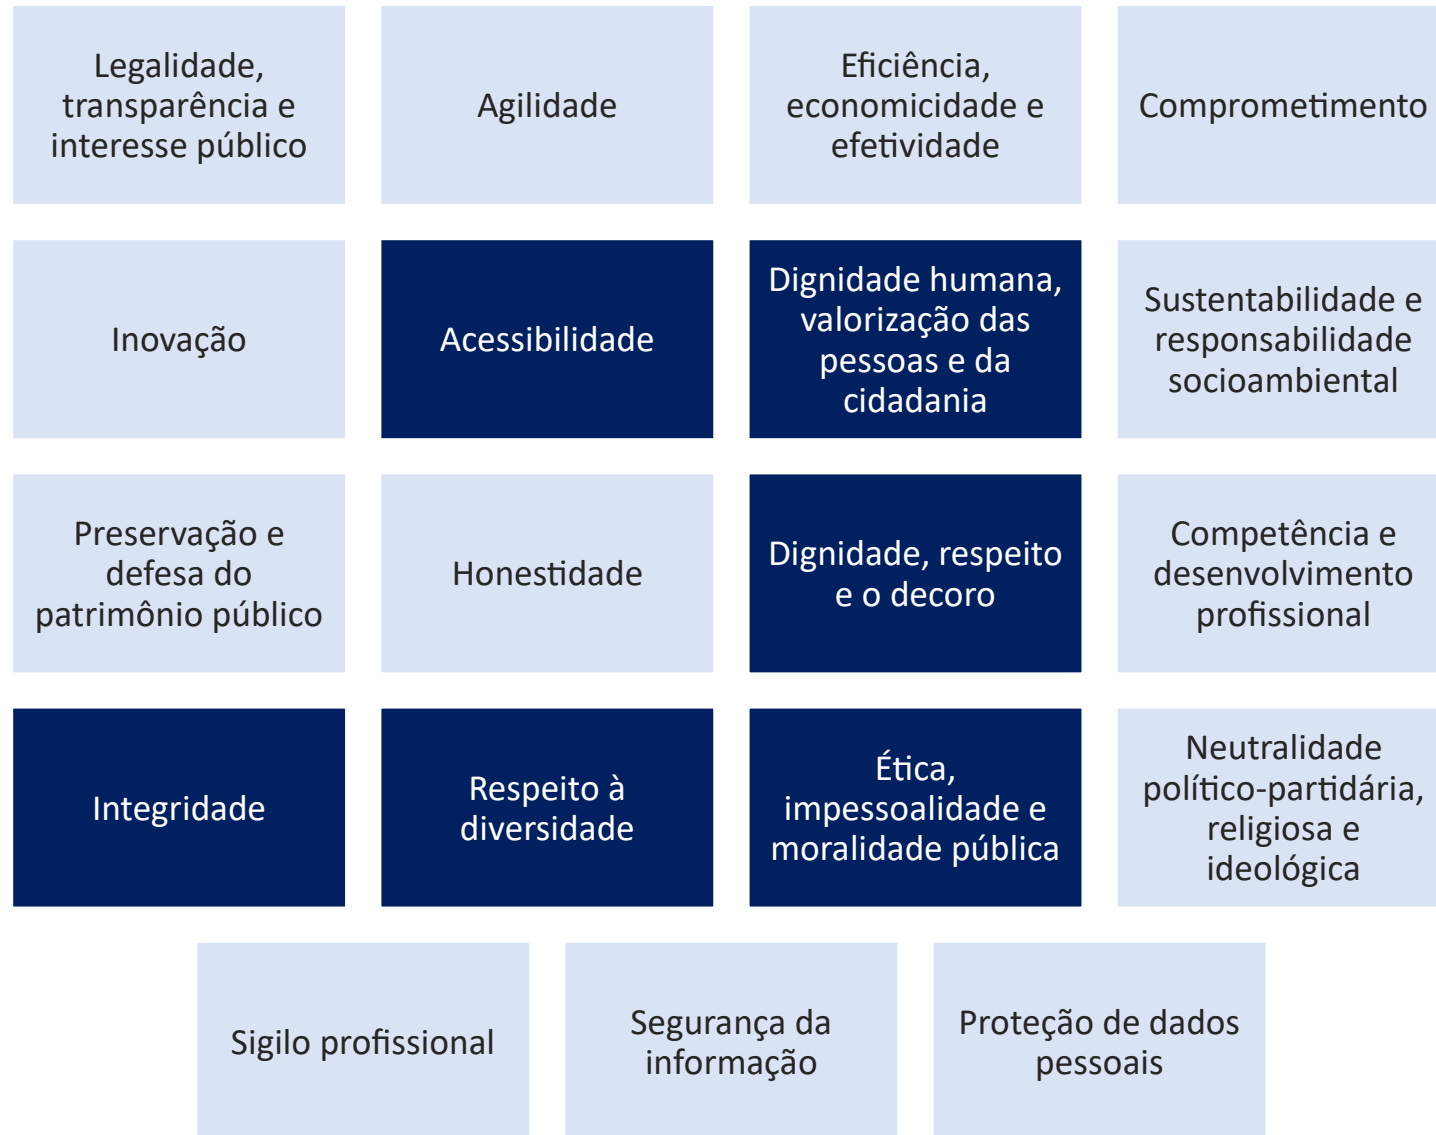 Legalidade,
transparência e
interesse público
Agilidade
Eficiência,
economicidade e
efetividade
Comprometimento
Inovação
Acessibilidade
Dignidade humana,
valorização das
pessoas e da
cidadania
Sustentabilidade e
responsabilidade
socioambiental
Preservação e
defesa do
patrimônio público
Honestidade
Dignidade, respeito
e o decoro
Competência e
desenvolvimento
profissional
Integridade
Respeito à
diversidade
Ética,
impessoalidade e
moralidade pública
Neutralidade
político-partidária,
religiosa e
ideológica
Sigilo profissional
Segurança da
informação
Proteção de dados
pessoais